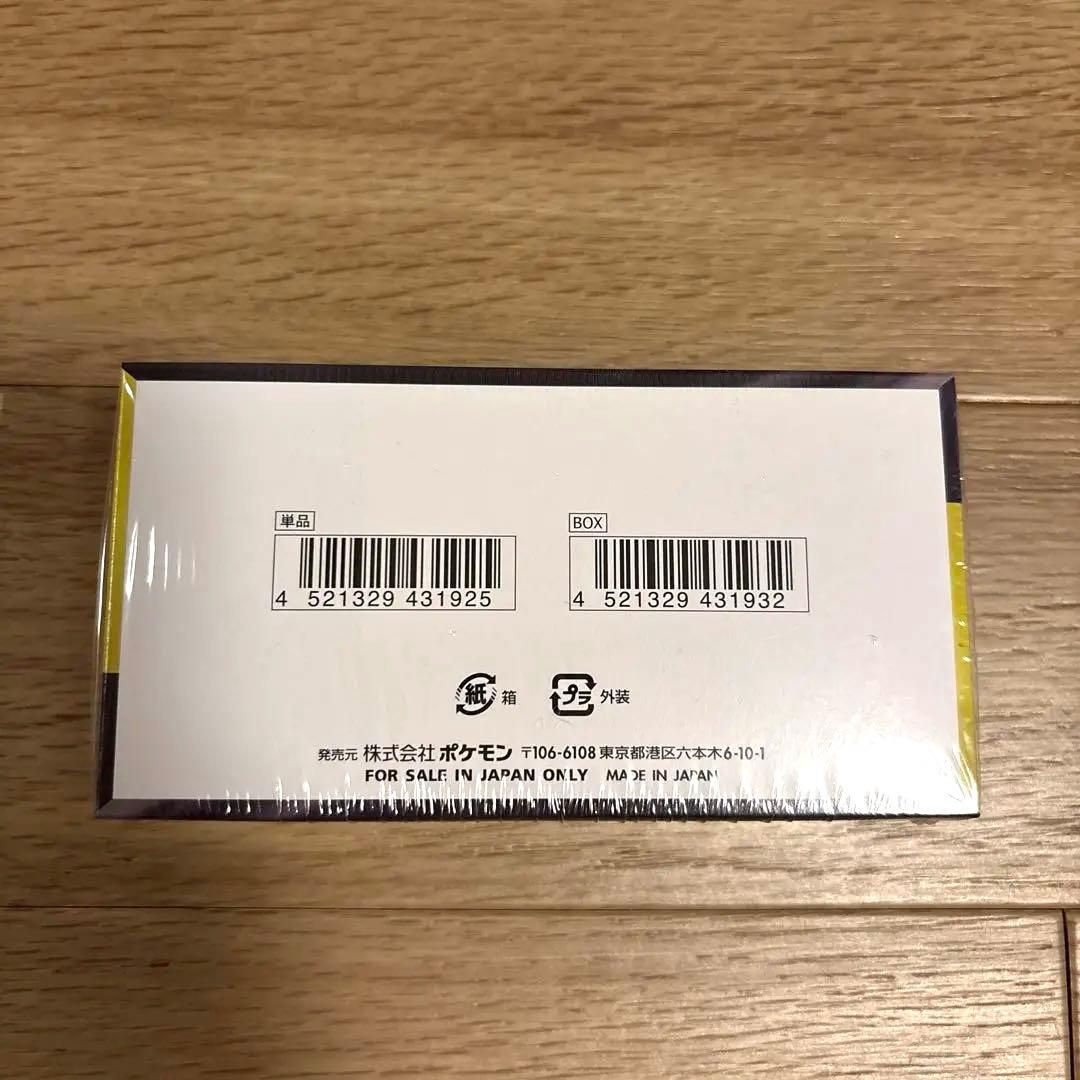 単品
BOX
4 521329 431925
4 521329 431932
紙 箱
プラ 外装
発売元 株式会社 ポケモン 〒106-6108 東京都港区六本木6-10-1
FOR SALE IN JAPAN ONLY MADE IN JAPAN